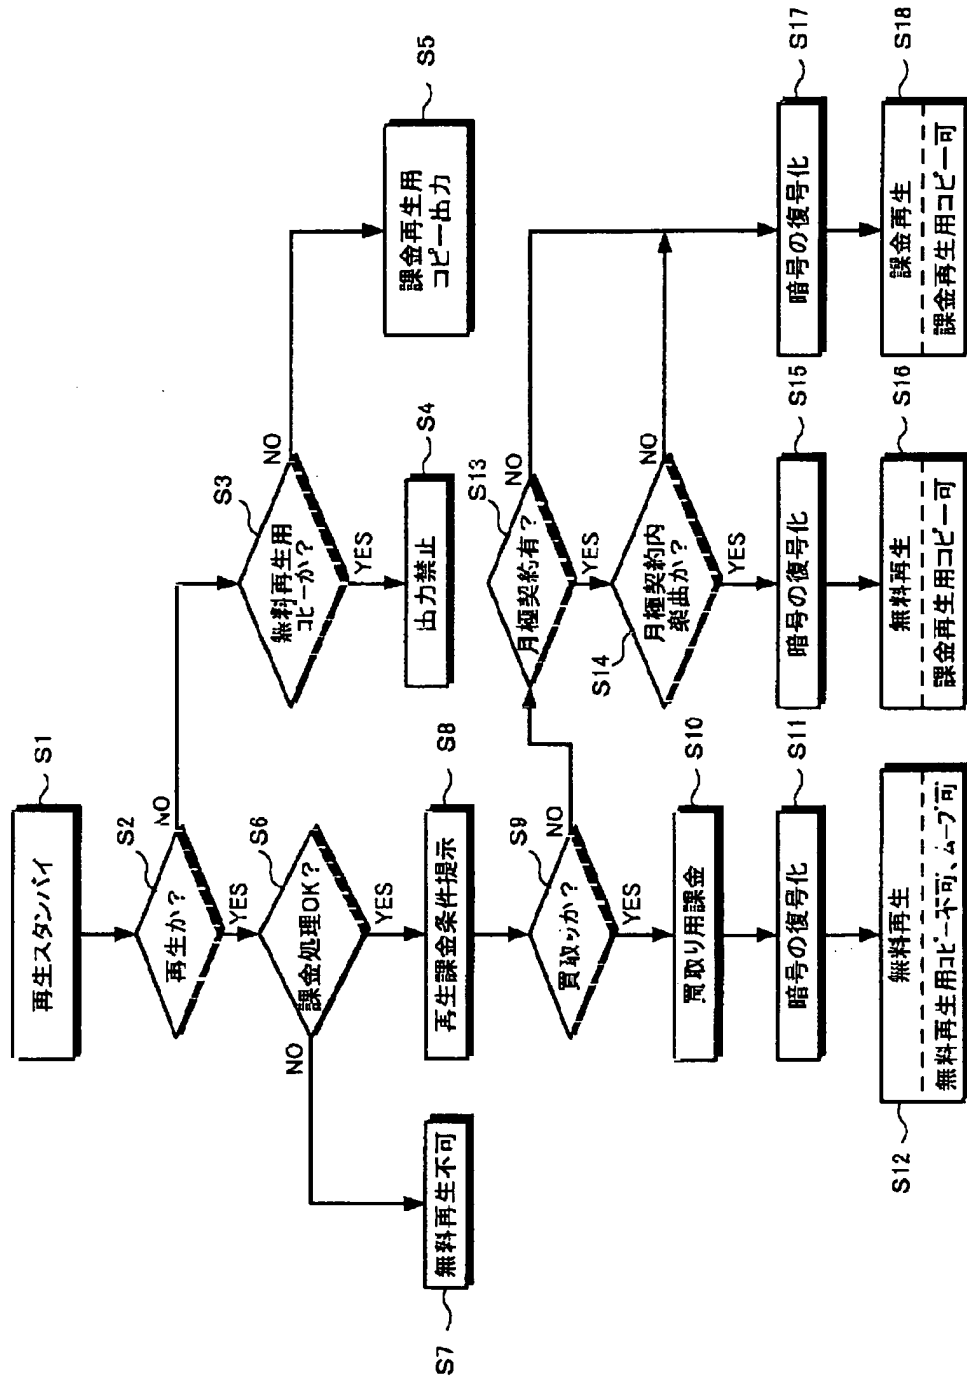 再生スタンバイ
S1
再生か？
S2
NO
YES
無料再生用
コピーか？
S3
NO
YES
出力禁止
S4
課金再生用
コピー出力
S5
課金処理OK？
S6
NO
YES
無料再生不可
S7
再生課金条件提示
S8
買取りか？
S9
NO
YES
買取り用課金
S10
暗号の復号化
S11
無料再生
無料再生用コピー不可、ムーブ可
S12
月極契約有？
S13
NO
YES
月極契約内
楽曲か？
S14
NO
YES
暗号の復号化
S15
無料再生
課金再生用コピー可
S16
暗号の復号化
S17
課金再生
課金再生用コピー可
S18